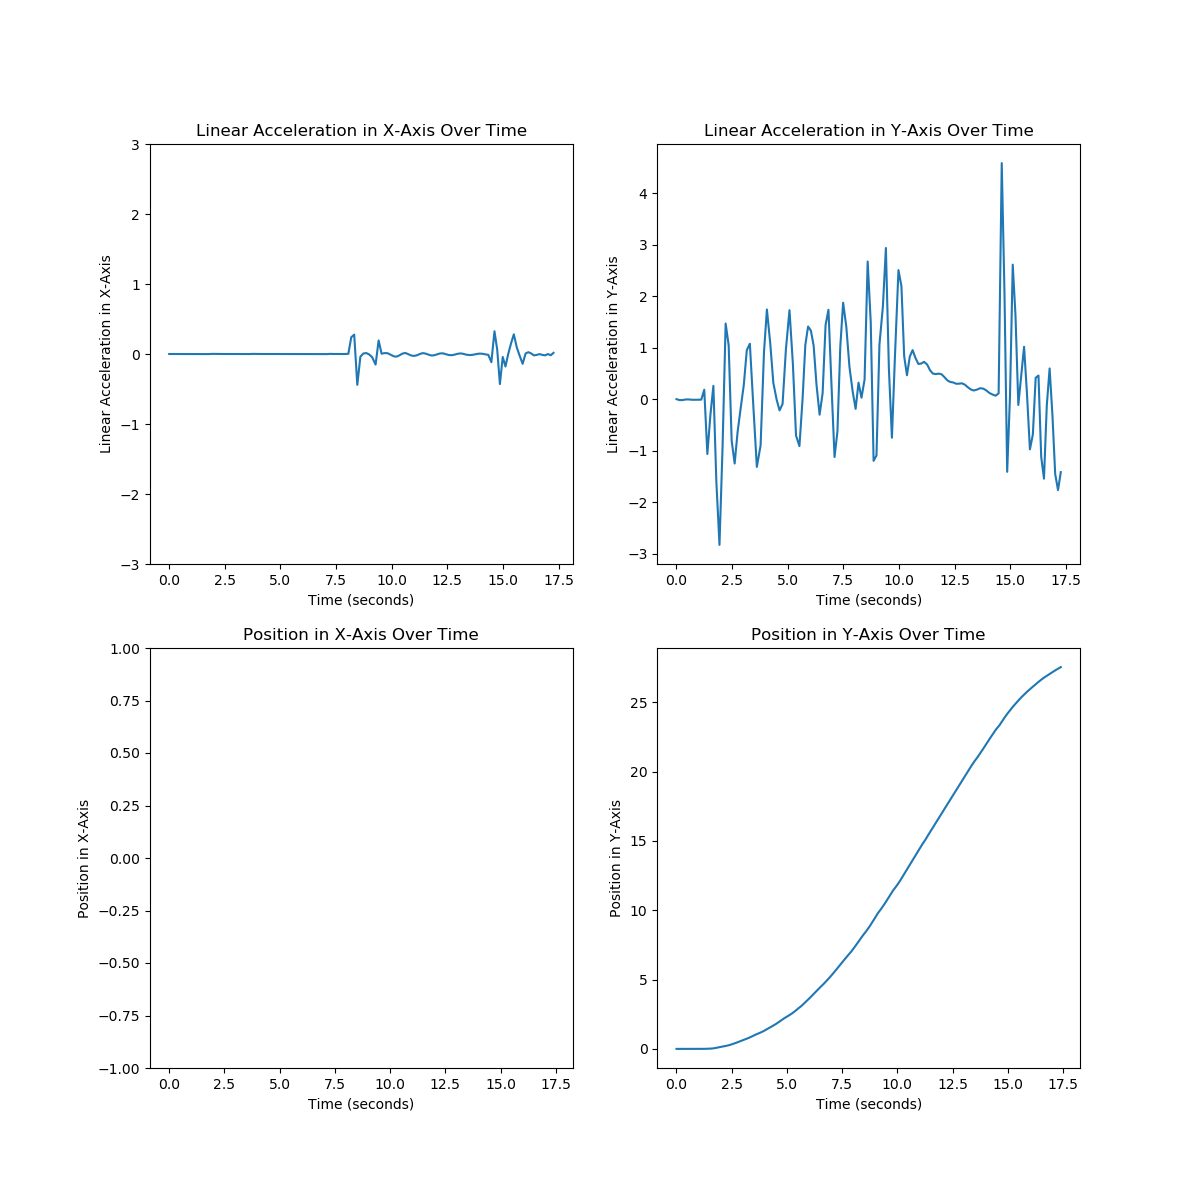 Linear Acceleration in X-Axis Over Time
Linear Acceleration in X-Axis
3
2
1
0
−1
−2
−3
0.0 2.5 5.0 7.5 10.0 12.5 15.0 17.5
Time (seconds)
Linear Acceleration in Y-Axis Over Time
Linear Acceleration in Y-Axis
4
3
2
1
0
−1
−2
−3
0.0 2.5 5.0 7.5 10.0 12.5 15.0 17.5
Time (seconds)
Position in X-Axis Over Time
Position in X-Axis
1.00
0.75
0.50
0.25
0.00
−0.25
−0.50
−0.75
−1.00
0.0 2.5 5.0 7.5 10.0 12.5 15.0 17.5
Time (seconds)
Position in Y-Axis Over Time
Position in Y-Axis
25
20
15
10
5
0
0.0 2.5 5.0 7.5 10.0 12.5 15.0 17.5
Time (seconds)